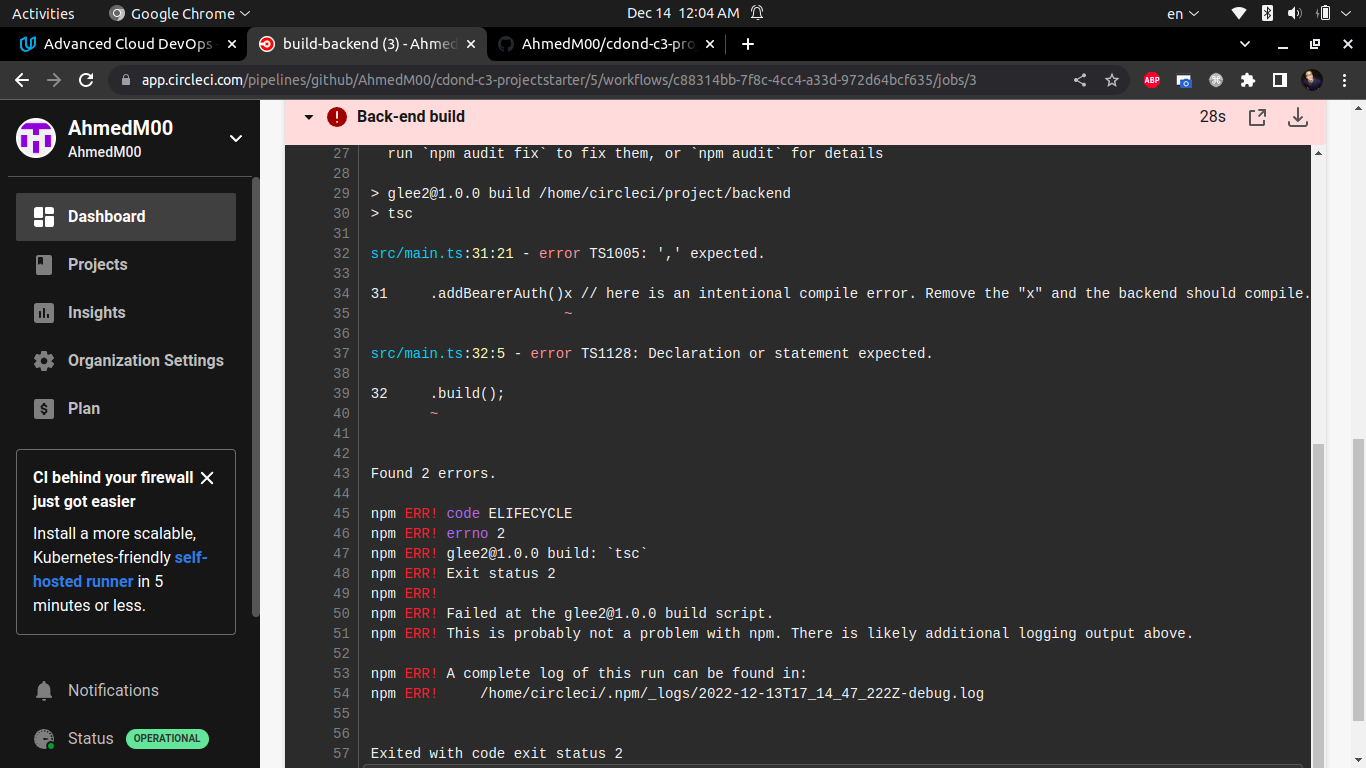 Activities
Google Chrome
Dec 14 12:04 AM
en
Advanced Cloud DevOps
build-backend (3) - Ahmed
AhmedM00/cdond-c3-pro
app.circleci.com/pipelines/github/AhmedM00/cdond-c3-projectstarter/5/workflows/c88314bb-7f8c-4cc4-a33d-972d64bcf635/jobs/3
ABP
AhmedM00
AhmedM00
Dashboard
Projects
Insights
Organization Settings
Plan
CI behind your firewall
just got easier
Install a more scalable,
Kubernetes-friendly self-
hosted runner in 5
minutes or less.
Notifications
Status OPERATIONAL
Back-end build 28s
27 run `npm audit fix` to fix them, or `npm audit` for details
28
29 > glee2@1.0.0 build /home/circleci/project/backend
30 > tsc
31
32 src/main.ts:31:21 - error TS1005: ',' expected.
33
34 31 .addBearerAuth()x // here is an intentional compile error. Remove the "x" and the backend should compile.
35 ~
36
37 src/main.ts:32:5 - error TS1128: Declaration or statement expected.
38
39 32 .build();
40 ~
41
42
43 Found 2 errors.
44
45 npm ERR! code ELIFECYCLE
46 npm ERR! errno 2
47 npm ERR! glee2@1.0.0 build: `tsc`
48 npm ERR! Exit status 2
49 npm ERR!
50 npm ERR! Failed at the glee2@1.0.0 build script.
51 npm ERR! This is probably not a problem with npm. There is likely additional logging output above.
52
53 npm ERR! A complete log of this run can be found in:
54 npm ERR! /home/circleci/.npm/_logs/2022-12-13T17_14_47_222Z-debug.log
55
56
57 Exited with code exit status 2